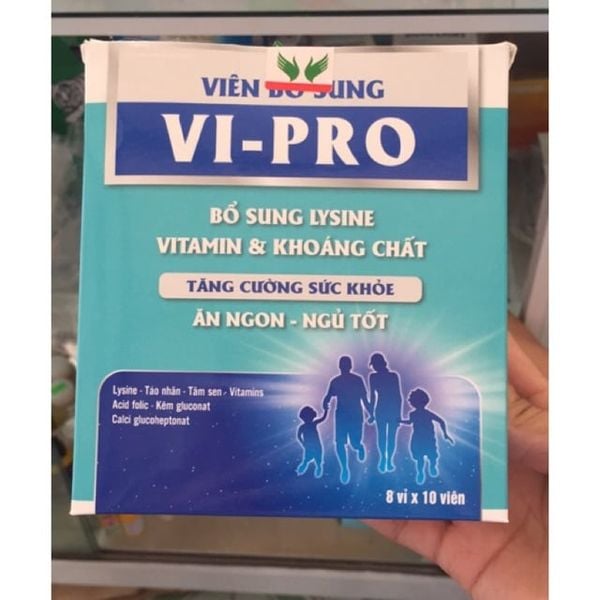 VIÊN BỔ SUNG
VI-PRO
BỔ SUNG LYSINE
VITAMIN & KHOÁNG CHẤT
TĂNG CƯỜNG SỨC KHỎE
ĂN NGON - NGỦ TỐT
Lysine - Táo nhân - Tâm sen - Vitamins
Acid folic - Kẽm gluconat
Calci glucoheptonat
8 vỉ x 10 viên